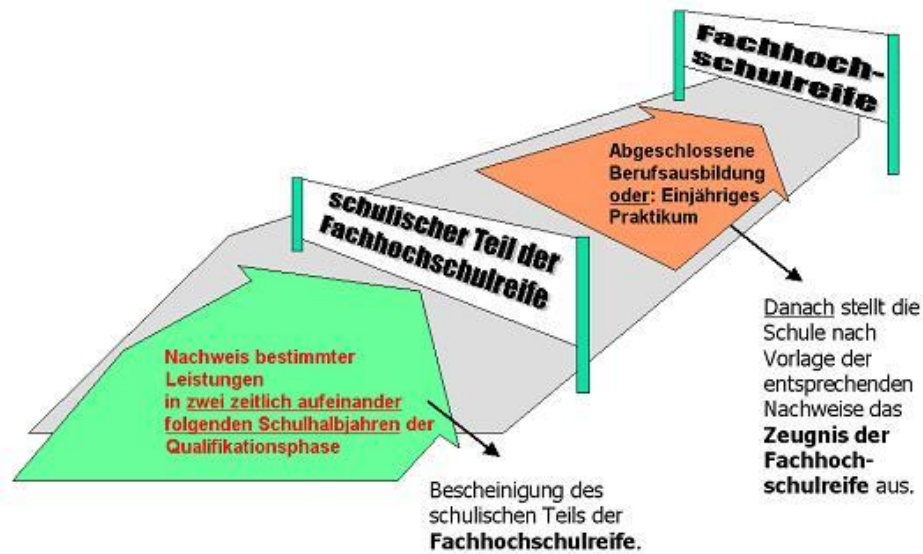 Fachhoch-
schulreife
Abgeschlossene
Berufsausbildung
oder: Einjähriges
Praktikum
schulischer Teil der
Fachhochschulreife
Danach stellt die
Schule nach
Vorlage der
entsprechenden
Nachweise das
Zeugnis der
Fachhoch-
schulreife aus.
Nachweis bestimmter
Leistungen
in zwei zeitlich aufeinander
folgenden Schulhalbjahren der
Qualifikationsphase
Bescheinigung des
schulischen Teils der
Fachhochschulreife.